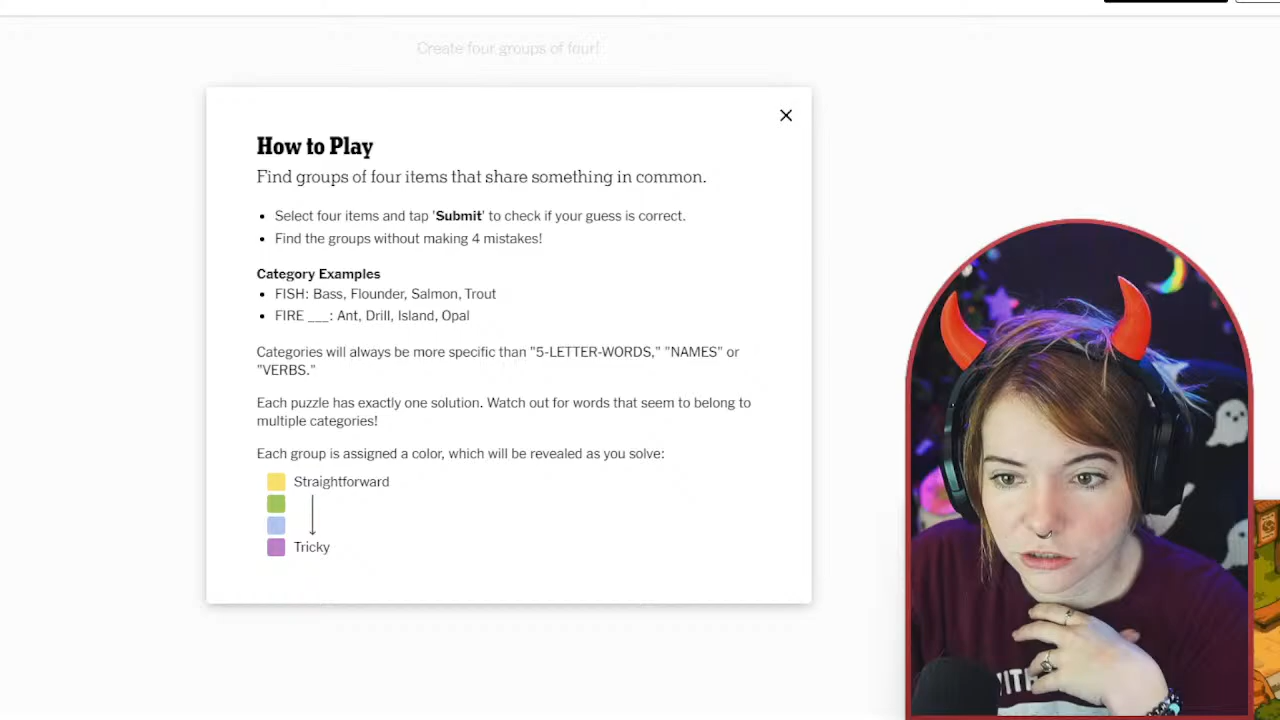 Create four groups of four!
How to Play
Find groups of four items that share something in common.
Select four items and tap 'Submit' to check if your guess is correct.
Find the groups without making 4 mistakes!
Category Examples
FISH: Bass, Flounder, Salmon, Trout
FIRE ___: Ant, Drill, Island, Opal
Categories will always be more specific than "5-LETTER-WORDS," "NAMES" or
"VERBS."
Each puzzle has exactly one solution. Watch out for words that seem to belong to
multiple categories!
Each group is assigned a color, which will be revealed as you solve:
Straightforward
Tricky